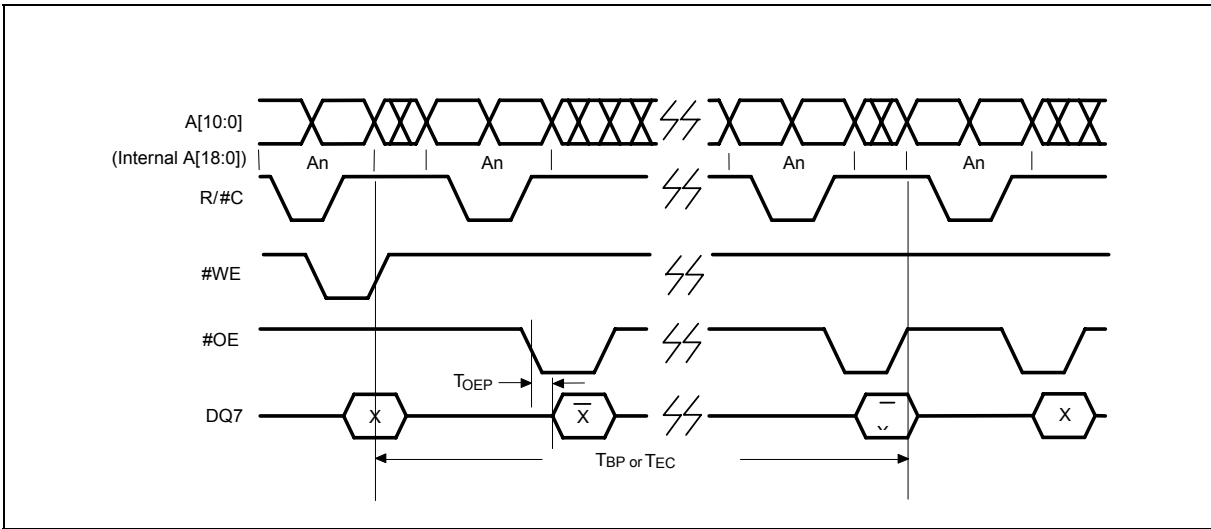 A[10:0]
(Internal A[18:0])
An An An An
R/#C
#WE
#OE
TOEP
DQ7
X X̅ X
TBP or TEC